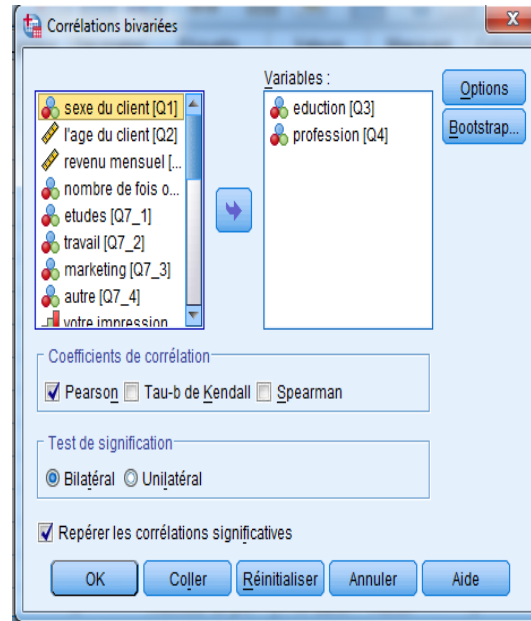 Corrélations bivariées
sexe du client [Q1]
l'age du client [Q2]
revenu mensuel [...
nombre de fois o...
etudes [Q7_1]
travail [Q7_2]
marketing [Q7_3]
autre [Q7_4]
votre impression
Variables :
eduction [Q3]
profession [Q4]
Options
Bootstrap...
Coefficients de corrélation
Pearson Tau-b de Kendall Spearman
Test de signification
Bilatéral Unilatéral
Repérer les corrélations significatives
OK Coller Réinitialiser Annuler Aide